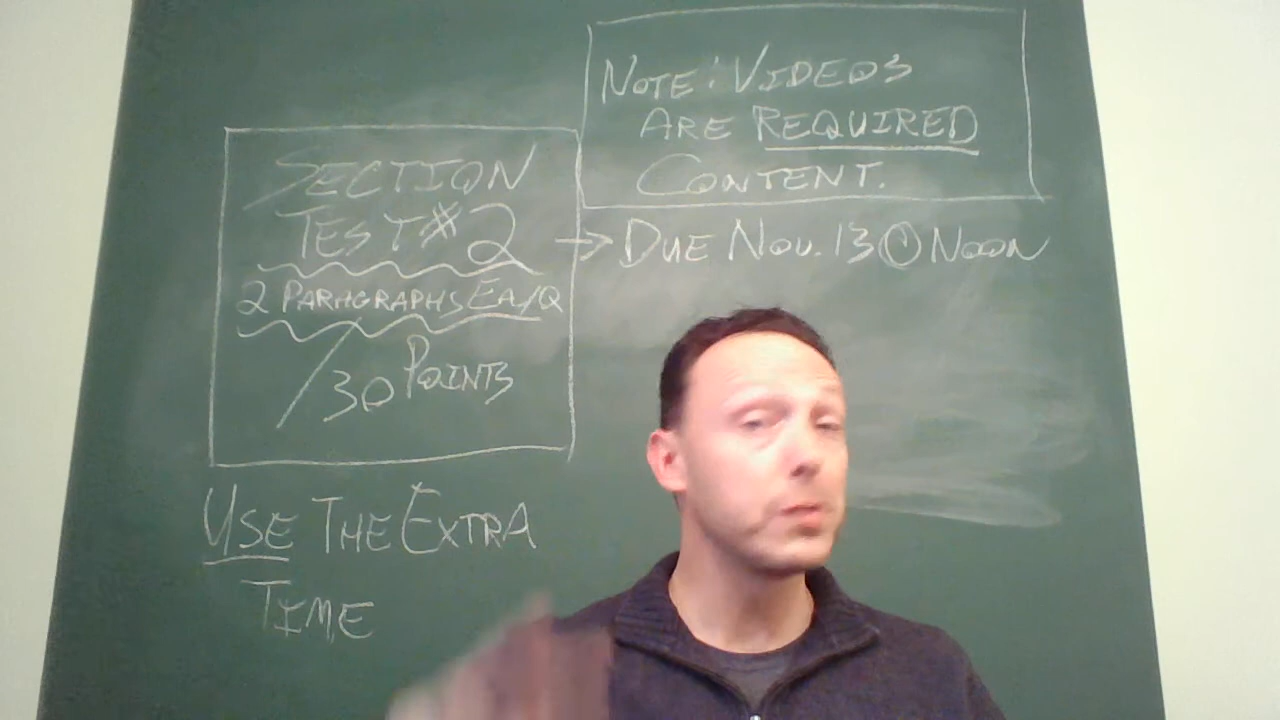 NOTE: VIDEOS
ARE REQUIRED
CONTENT.
SECTION
TEST #2
→ DUE NOV. 13 @ NOON
2 PARAGRAPHS EA/Q
/30 POINTS
USE THE EXTRA
TIME